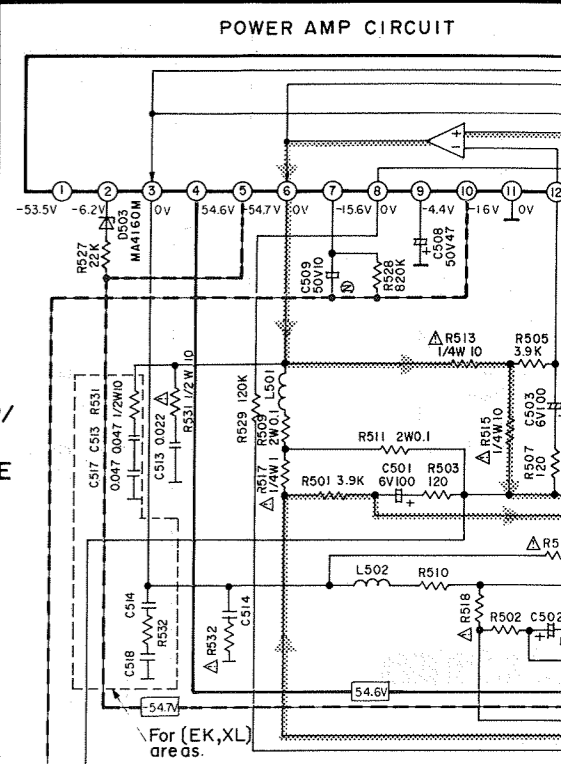 POWER AMP CIRCUIT
1 2 3 4 5 6 7 8 9 10 11 12
-53.5V -6.2V 0V 54.6V -54.7V 0V -15.6V 0V -4.4V -16V 0V
D503
MA4160M
R527
22K
C509
50V10
R528
820K
C508
50V47
R513
1/4W 10
R505
3.9K
R531 1/2W10
C513 0.047
C517 0.047
R531 1/2W 10
C513 0.022
R529 120K
L501
R509 2W0.1
R517 1/4W 1
R511 2W0.1
R515
1/4W10
C503
6V100
R507
120
R501 3.9K
C501
6V100
R503
120
E
L502
R510
R5
C514
R532
C518
C514
R532
R518
R502
C502
54.6V
-54.7V
For (EK,XL)
areas.